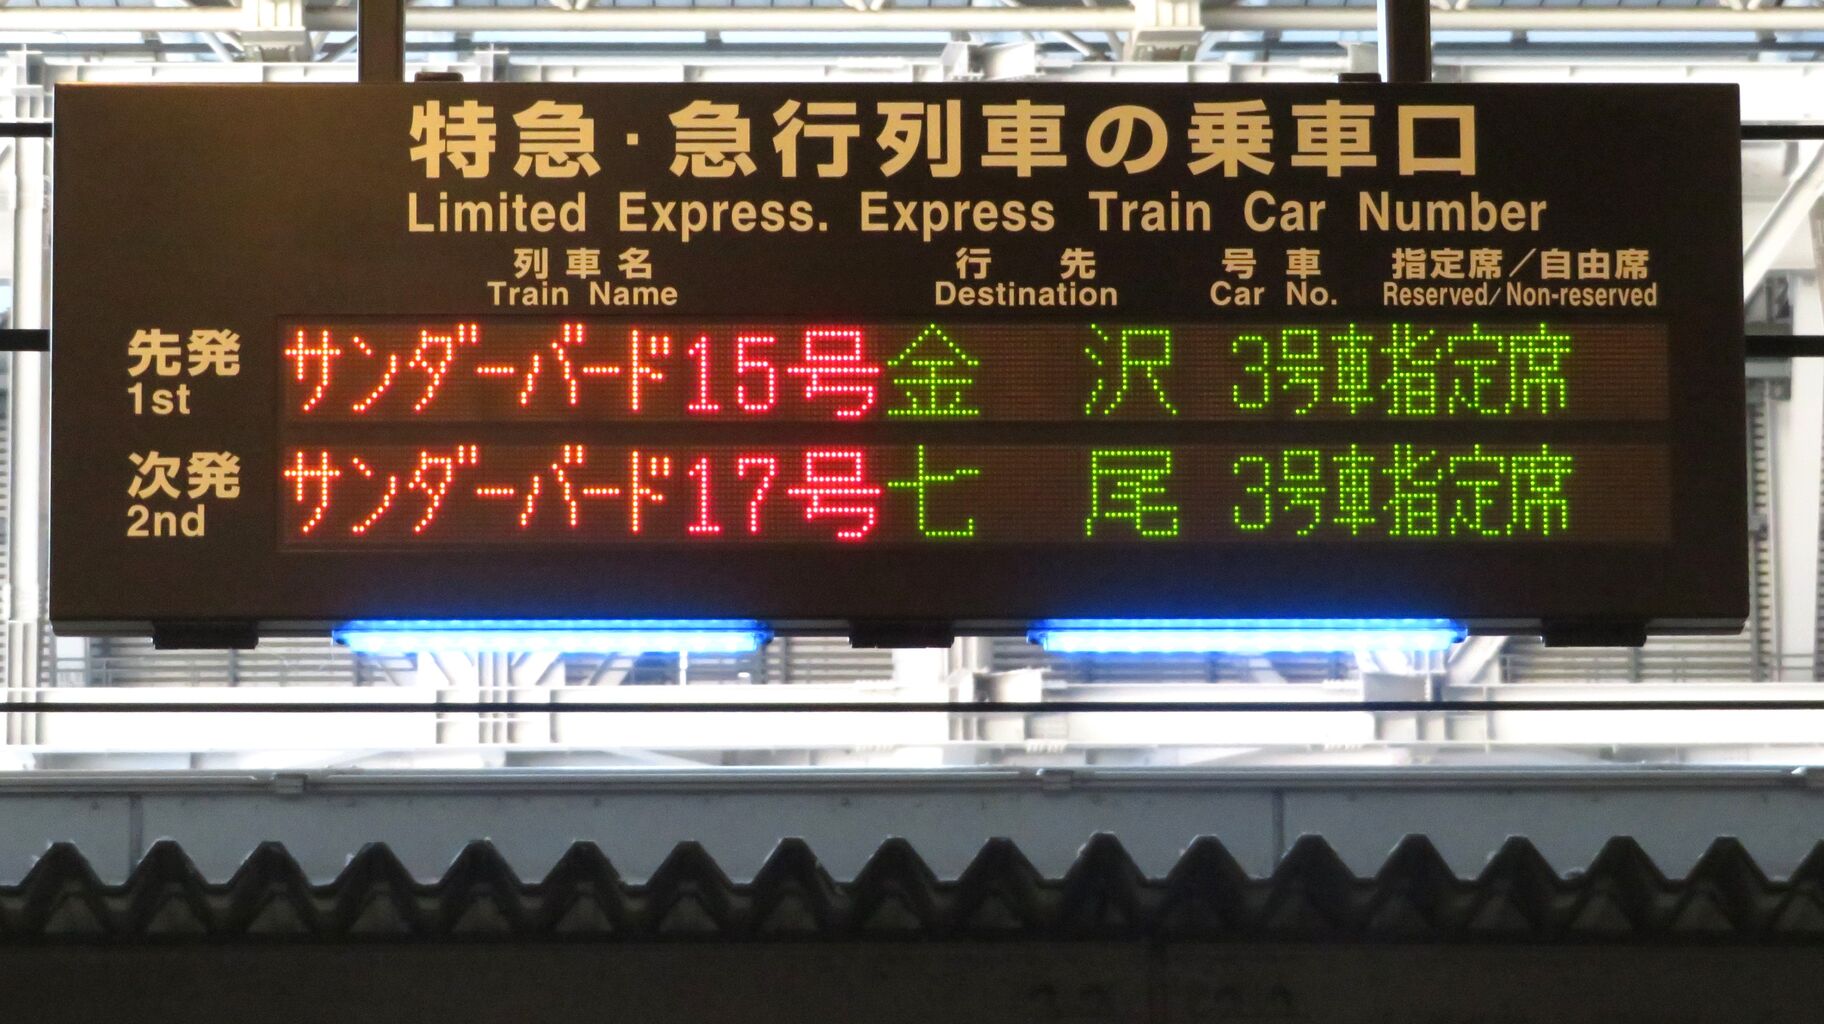 特急・急行列車の乗車口
Limited Express. Express Train Car Number
列車名 行先 号車 指定席/自由席
Train Name Destination Car No. Reserved/Non-reserved
先発 サンダーバード15号 金沢 3号車指定席
1st
次発 サンダーバード17号 七尾 3号車指定席
2nd